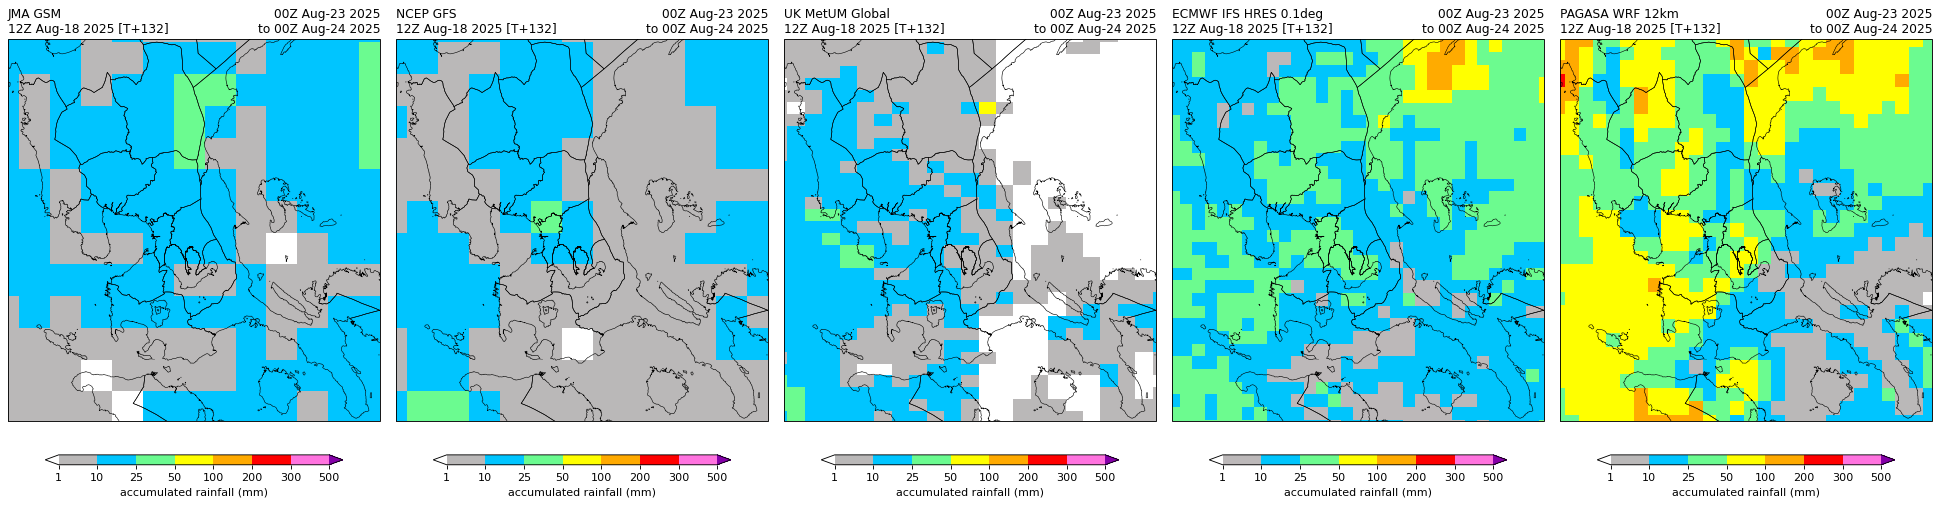 JMA GSM 00Z Aug-23 2025
12Z Aug-18 2025 [T+132] to 00Z Aug-24 2025
1 10 25 50 100 200 300 500
accumulated rainfall (mm)
NCEP GFS 00Z Aug-23 2025
12Z Aug-18 2025 [T+132] to 00Z Aug-24 2025
1 10 25 50 100 200 300 500
accumulated rainfall (mm)
UK MetUM Global 00Z Aug-23 2025
12Z Aug-18 2025 [T+132] to 00Z Aug-24 2025
1 10 25 50 100 200 300 500
accumulated rainfall (mm)
ECMWF IFS HRES 0.1deg 00Z Aug-23 2025
12Z Aug-18 2025 [T+132] to 00Z Aug-24 2025
1 10 25 50 100 200 300 500
accumulated rainfall (mm)
PAGASA WRF 12km 00Z Aug-23 2025
12Z Aug-18 2025 [T+132] to 00Z Aug-24 2025
1 10 25 50 100 200 300 500
accumulated rainfall (mm)